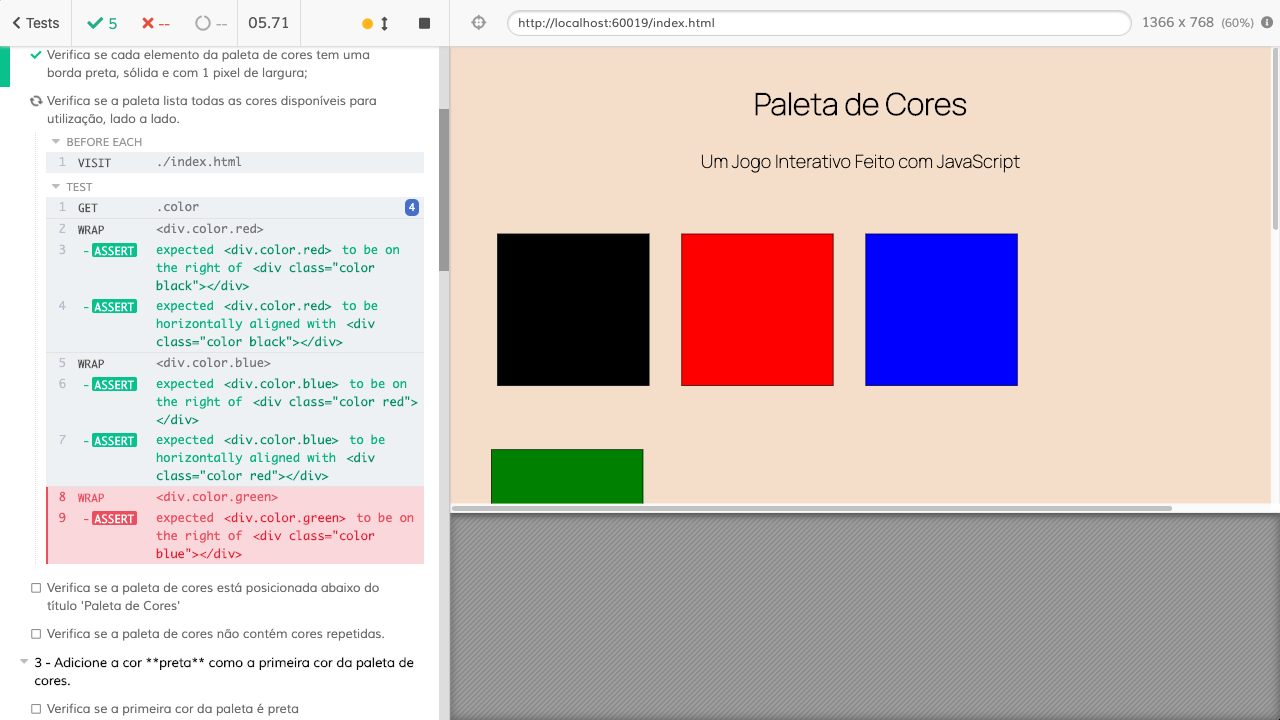 Tests
5
--
--
05.71
http://localhost:60019/index.html
1366 x 768 (60%)
Verifica se cada elemento da paleta de cores tem uma
borda preta, sólida e com 1 pixel de largura;
Verifica se a paleta lista todas as cores disponíveis para
utilização, lado a lado.
BEFORE EACH
1 VISIT ./index.html
TEST
1 GET .color 4
2 WRAP <div.color.red>
3 -ASSERT expected <div.color.red> to be on
the right of <div class="color
black"></div>
4 -ASSERT expected <div.color.red> to be
horizontally aligned with <div
class="color black"></div>
5 WRAP <div.color.blue>
6 -ASSERT expected <div.color.blue> to be on
the right of <div class="color red">
</div>
7 -ASSERT expected <div.color.blue> to be
horizontally aligned with <div
class="color red"></div>
8 WRAP <div.color.green>
9 -ASSERT expected <div.color.green> to be on
the right of <div class="color
blue"></div>
Verifica se a paleta de cores está posicionada abaixo do
título 'Paleta de Cores'
Verifica se a paleta de cores não contém cores repetidas.
3 - Adicione a cor **preta** como a primeira cor da paleta de
cores.
Verifica se a primeira cor da paleta é preta
Paleta de Cores
Um Jogo Interativo Feito com JavaScript